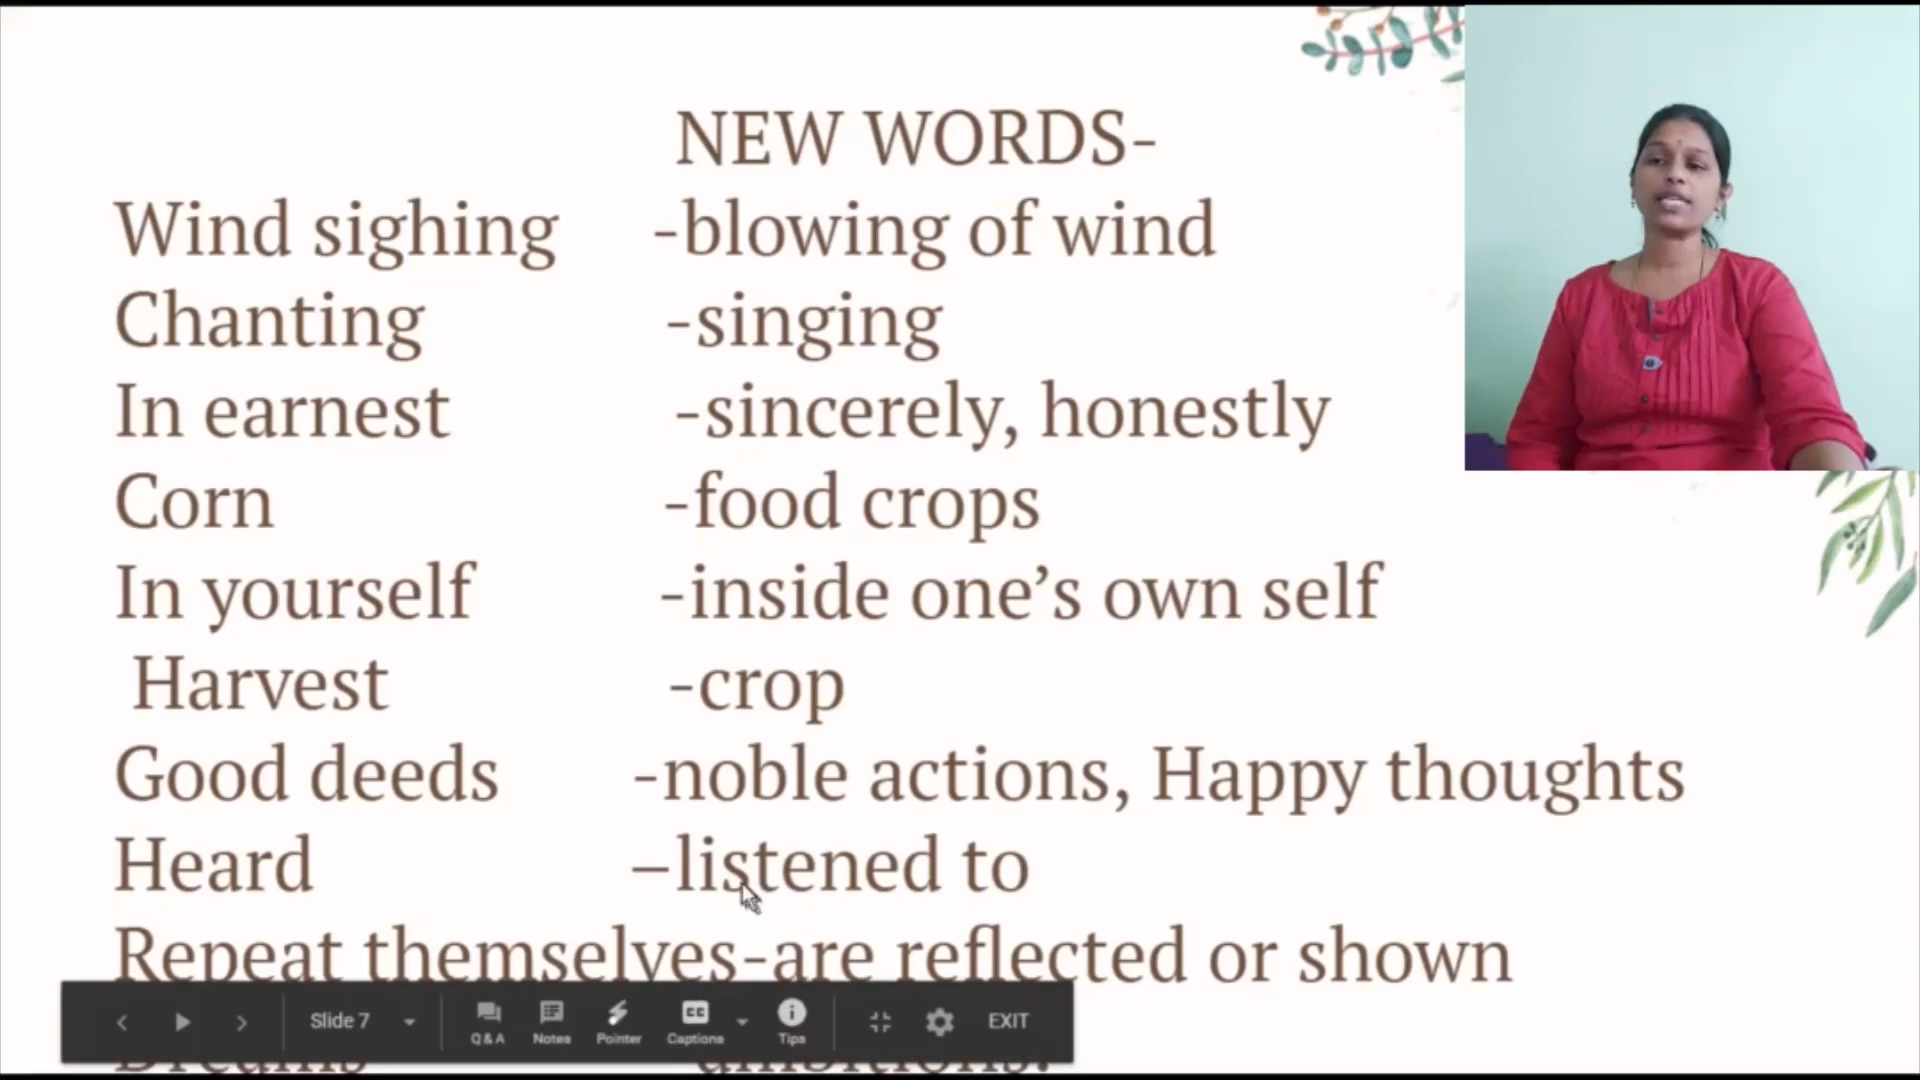 NEW WORDS-
Wind sighing -blowing of wind
Chanting -singing
In earnest -sincerely, honestly
Corn -food crops
In yourself -inside one’s own self
Harvest -crop
Good deeds -noble actions, Happy thoughts
Heard –listened to
Repeat themselves-are reflected or shown
Slide 7 Q&A Notes Pointer Captions Tips EXIT
Dreams ambitions.